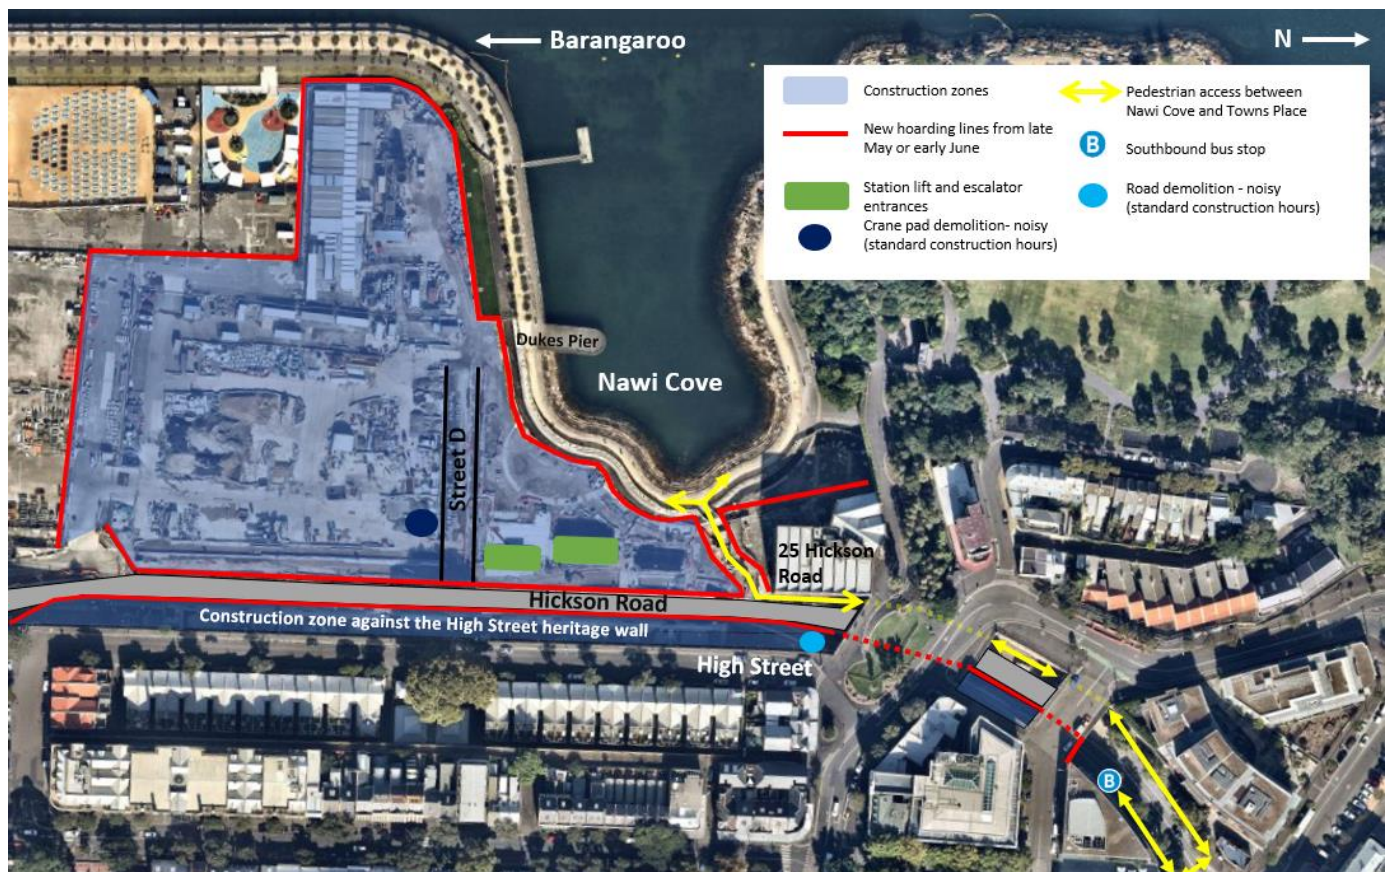 Barangaroo
N
Construction zones
New hoarding lines from late
May or early June
Station lift and escalator
entrances
Crane pad demolition- noisy
(standard construction hours)
Pedestrian access between
Nawi Cove and Towns Place
B
Southbound bus stop
Road demolition - noisy
(standard construction hours)
Dukes Pier
Nawi Cove
Street D
25 Hickson
Road
Hickson Road
Construction zone against the High Street heritage wall
High Street
B